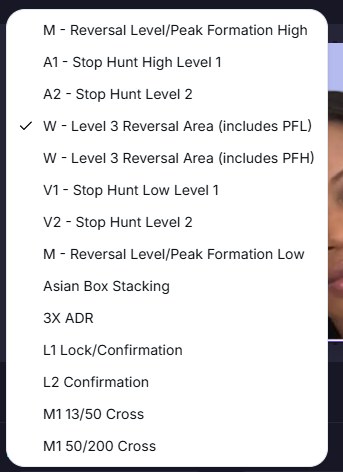 M - Reversal Level/Peak Formation High
A1 - Stop Hunt High Level 1
A2 - Stop Hunt Level 2
W - Level 3 Reversal Area (includes PFL)
W - Level 3 Reversal Area (includes PFH)
V1 - Stop Hunt Low Level 1
V2 - Stop Hunt Level 2
M - Reversal Level/Peak Formation Low
Asian Box Stacking
3X ADR
L1 Lock/Confirmation
L2 Confirmation
M1 13/50 Cross
M1 50/200 Cross